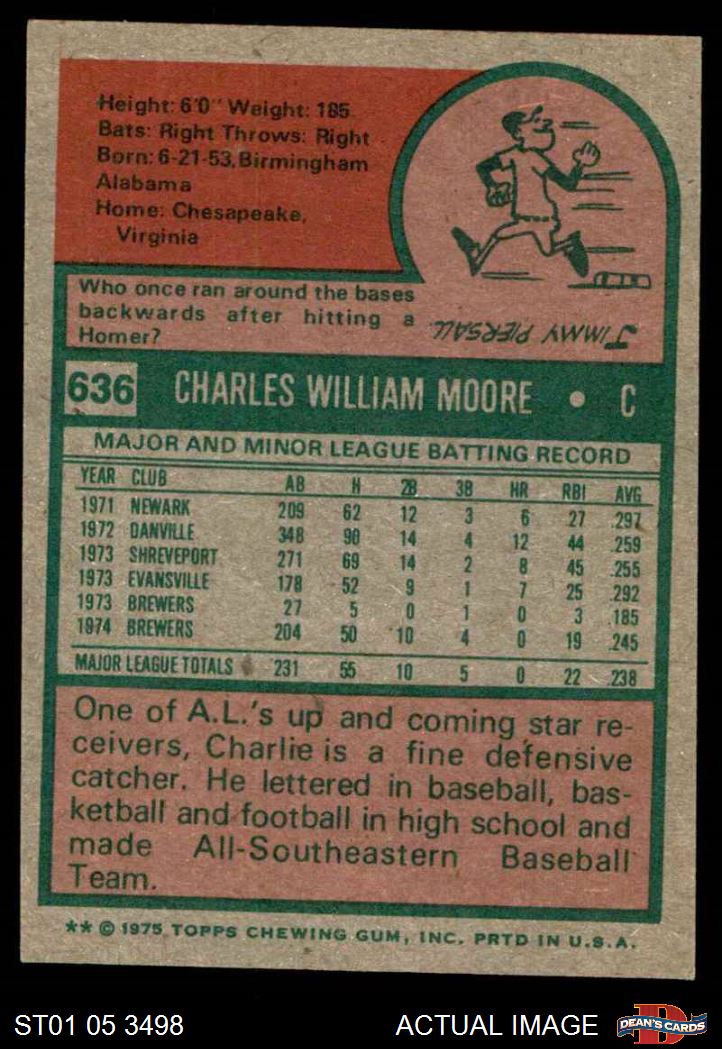 Height: 6'0" Weight: 185
Bats: Right Throws: Right
Born: 6-21-53, Birmingham
Alabama
Home: Chesapeake,
Virginia
Who once ran around the bases
backwards after hitting a
Homer?
JIMMY PIERSALL
636 CHARLES WILLIAM MOORE • C
MAJOR AND MINOR LEAGUE BATTING RECORD
YEAR CLUB AB H 2B 3B HR RBI AVG
1971 NEWARK 209 62 12 3 6 27 .297
1972 DANVILLE 348 90 14 4 12 44 .259
1973 SHREVEPORT 271 69 14 2 8 45 .255
1973 EVANSVILLE 178 52 9 1 7 25 .292
1973 BREWERS 27 5 0 1 0 3 .185
1974 BREWERS 204 50 10 4 0 19 .245
MAJOR LEAGUE TOTALS 231 55 10 5 0 22 .238
One of A.L.'s up and coming star re-
ceivers, Charlie is a fine defensive
catcher. He lettered in baseball, bas-
ketball and football in high school and
made All-Southeastern Baseball
Team.
** © 1975 TOPPS CHEWING GUM, INC. PRTD IN U.S.A.
ST01 05 3498 ACTUAL IMAGE
D
DEAN'S CARDS